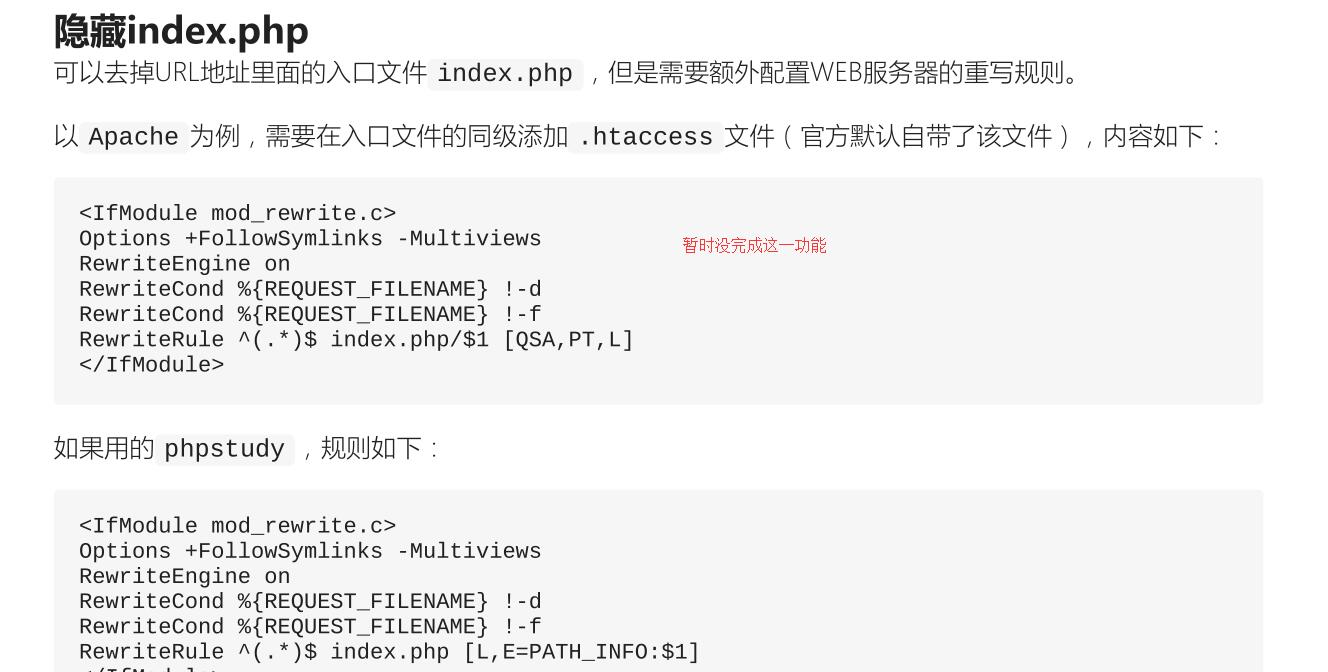 隐藏index.php
可以去掉URL地址里面的入口文件 index.php ，但是需要额外配置WEB服务器的重写规则。
以 Apache 为例，需要在入口文件的同级添加 .htaccess 文件（官方默认自带了该文件），内容如下：
<IfModule mod_rewrite.c>
Options +FollowSymlinks -Multiviews
暂时没完成这一功能
RewriteEngine on
RewriteCond %{REQUEST_FILENAME} !-d
RewriteCond %{REQUEST_FILENAME} !-f
RewriteRule ^(.*)$ index.php/$1 [QSA,PT,L]
</IfModule>
如果用的 phpstudy ，规则如下：
<IfModule mod_rewrite.c>
Options +FollowSymlinks -Multiviews
RewriteEngine on
RewriteCond %{REQUEST_FILENAME} !-d
RewriteCond %{REQUEST_FILENAME} !-f
RewriteRule ^(.*)$ index.php [L,E=PATH_INFO:$1]